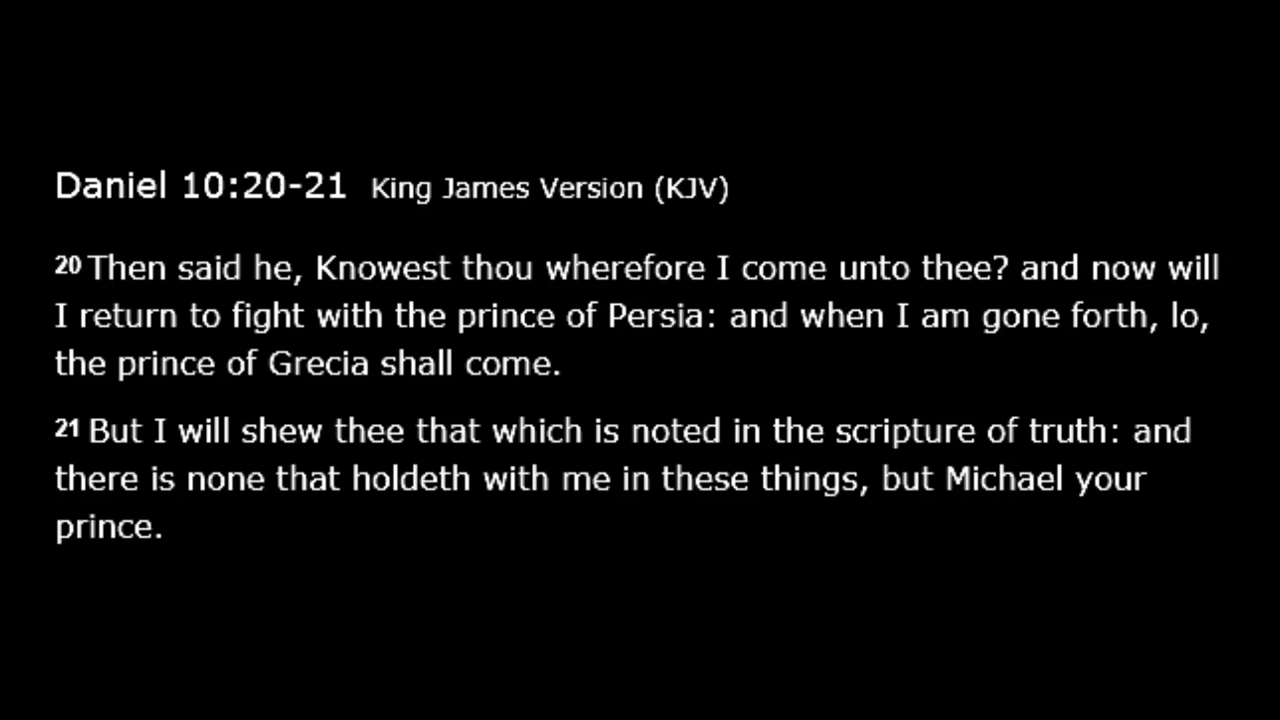 Daniel 10:20-21 King James Version (KJV)
20 Then said he, Knowest thou wherefore I come unto thee? and now will
I return to fight with the prince of Persia: and when I am gone forth, lo,
the prince of Grecia shall come.
21 But I will shew thee that which is noted in the scripture of truth: and
there is none that holdeth with me in these things, but Michael your
prince.